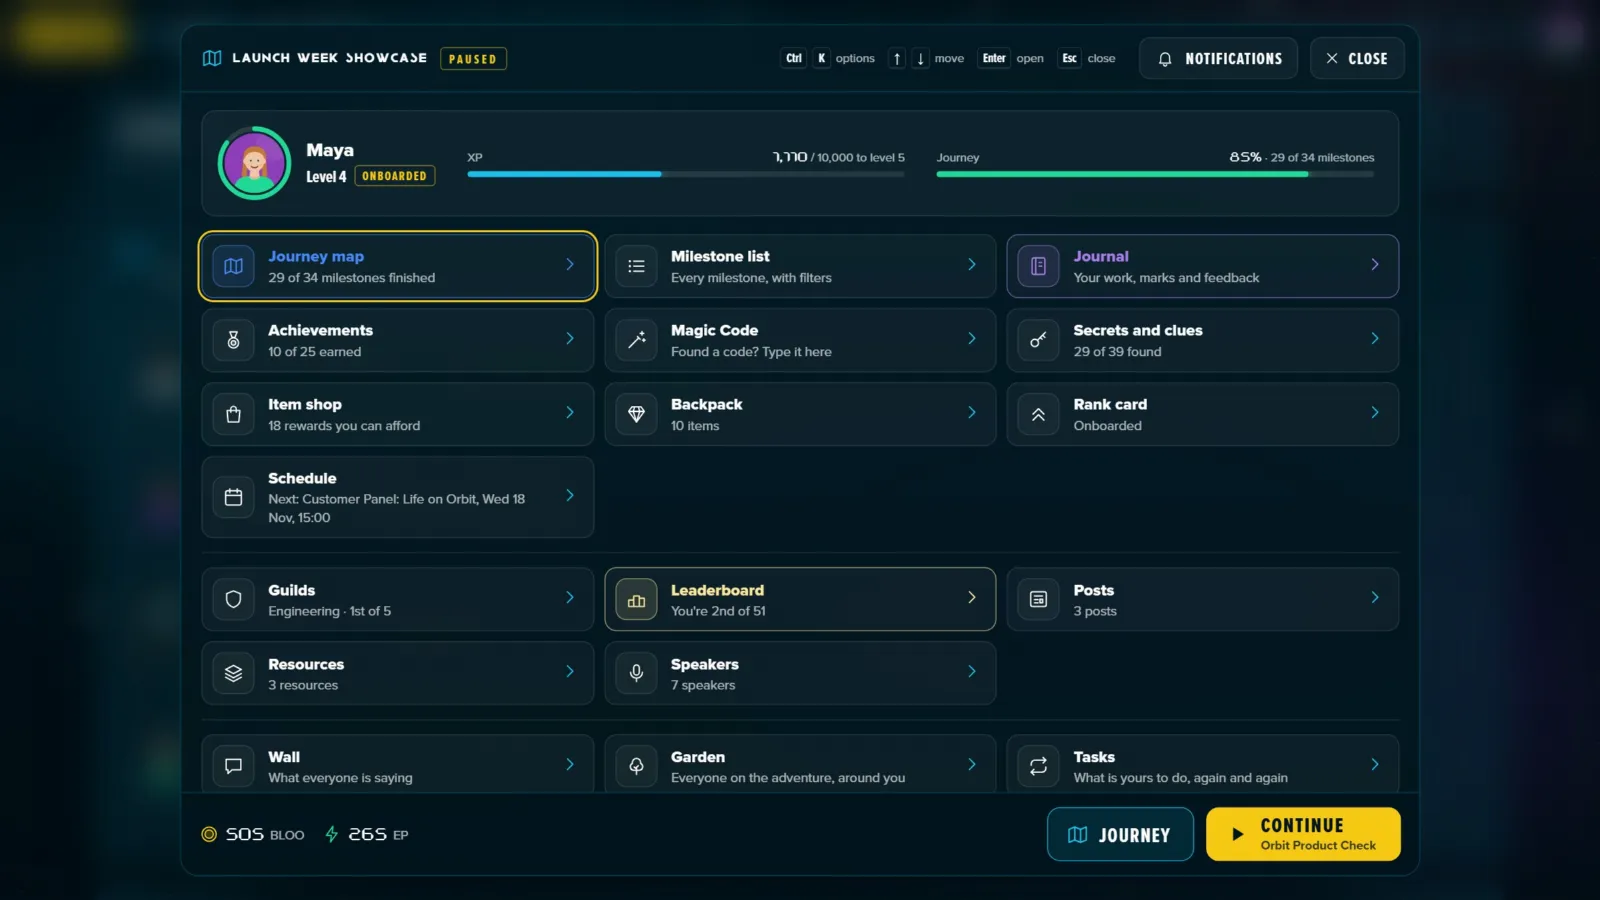 LAUNCH WEEK SHOWCASE PAUSED
Ctrl K options ↑ ↓ move Enter open Esc close
NOTIFICATIONS
CLOSE
Maya
Level 4 ONBOARDED
XP
/ 10,000 to level 5
Journey
85% · 29 of 34 milestones
Journey map
29 of 34 milestones finished
Milestone list
Every milestone, with filters
Journal
Your work, marks and feedback
Achievements
10 of 25 earned
Magic Code
Found a code? Type it here
Secrets and clues
29 of 39 found
Item shop
18 rewards you can afford
Backpack
10 items
Rank card
Onboarded
Schedule
Next: Customer Panel: Life on Orbit, Wed 18
Nov, 15:00
Guilds
Engineering · 1st of 5
Leaderboard
You're 2nd of 51
Posts
3 posts
Resources
3 resources
Speakers
7 speakers
Wall
What everyone is saying
Garden
Everyone on the adventure, around you
Tasks
What is yours to do, again and again
505 BLOO
265 EP
JOURNEY
CONTINUE
Orbit Product Check